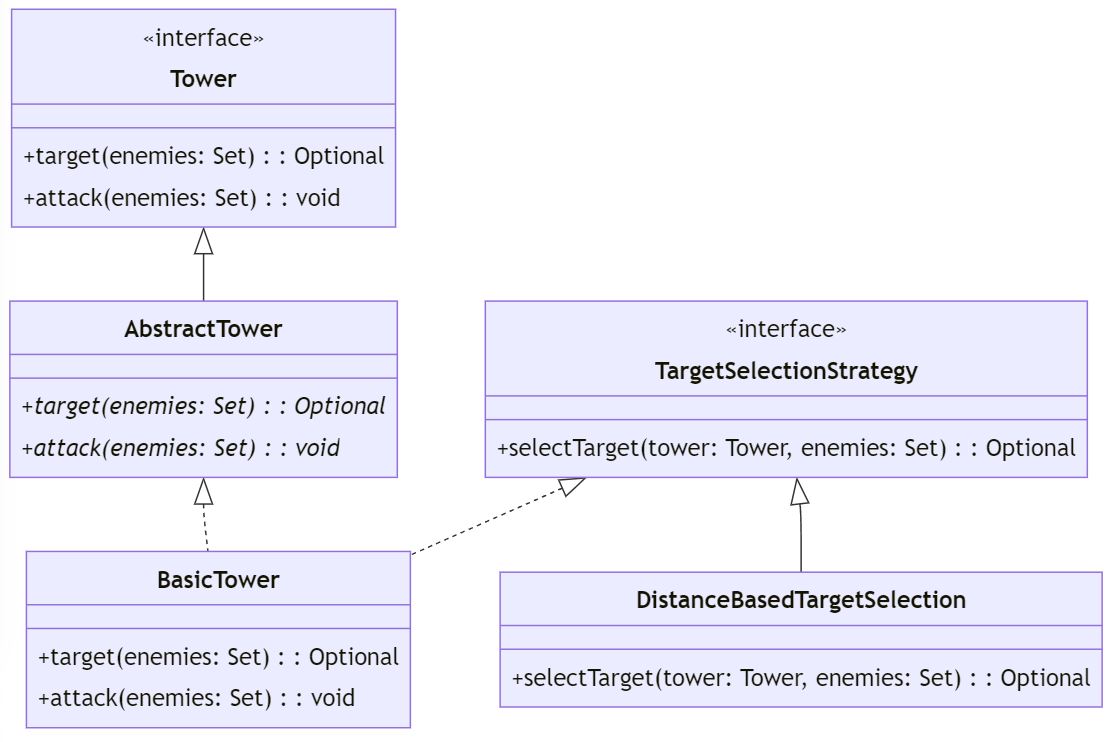 «interface»
Tower
+target(enemies: Set) : : Optional
+attack(enemies: Set) : : void
AbstractTower
+target(enemies: Set) : : Optional
+attack(enemies: Set) : : void
«interface»
TargetSelectionStrategy
+selectTarget(tower: Tower, enemies: Set) : : Optional
BasicTower
+target(enemies: Set) : : Optional
+attack(enemies: Set) : : void
DistanceBasedTargetSelection
+selectTarget(tower: Tower, enemies: Set) : : Optional